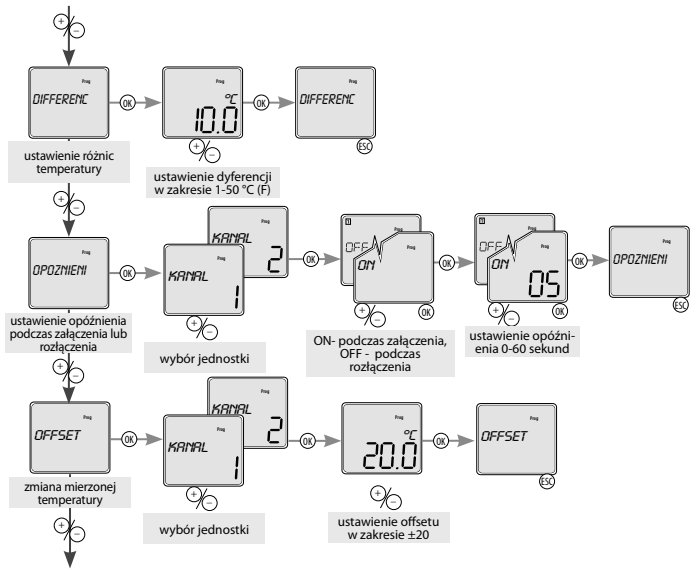 +
−
Prog
DIFFERENC
OK
Prog
°C
10.0
OK
Prog
DIFFERENC
+
−
ESC
ustawienie różnic
temperatury
ustawienie dyferencji
w zakresie 1-50 °C (F)
+
−
Prog
OPOZNIENI
OK
Prog
KANAL
2
Prog
KANAL
1
OK
1
Prog
OFF
Prog
ON
OK
1
Prog
OFF
Prog
ON
05
OK
Prog
OPOZNIENI
+
−
+
−
OK
+
−
OK
ESC
ustawienie opóźnienia
podczas załączenia lub
rozłączenia
wybór jednostki
ON- podczas załączenia,
OFF - podczas
rozłączenia
ustawienie opóźni-
enia 0-60 sekund
+
−
Prog
OFFSET
OK
Prog
KANAL
2
Prog
KANAL
1
OK
Prog
°C
20.0
OK
Prog
OFFSET
+
−
+
−
ESC
zmiana mierzonej
temperatury
wybór jednostki
ustawienie offsetu
w zakresie ±20
+
−